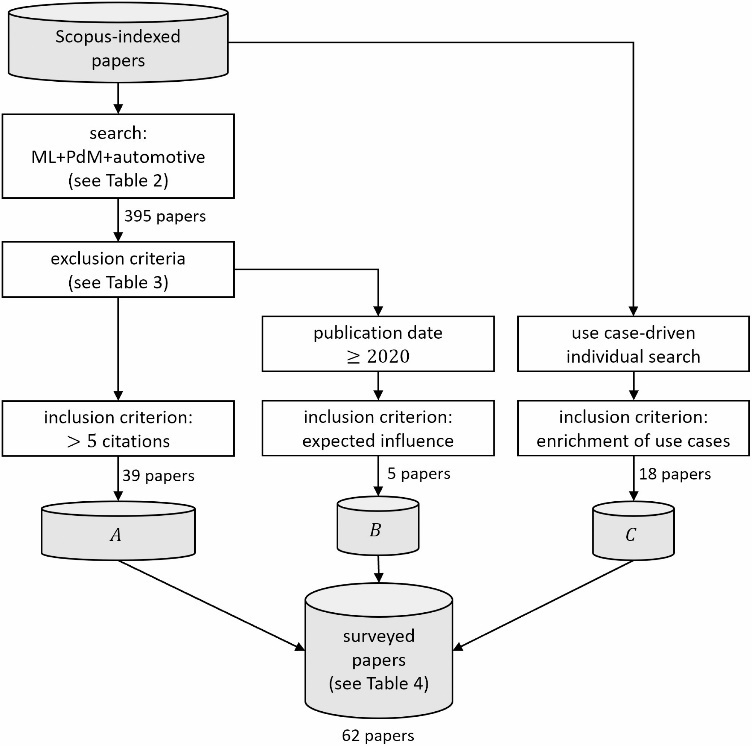 Scopus-indexed
papers
search:
ML+PdM+automotive
(see Table 2)
395 papers
exclusion criteria
(see Table 3)
publication date
≥ 2020
use case-driven
individual search
inclusion criterion:
> 5 citations
inclusion criterion:
expected influence
inclusion criterion:
enrichment of use cases
39 papers
5 papers
18 papers
A
B
C
surveyed
papers
(see Table 4)
62 papers